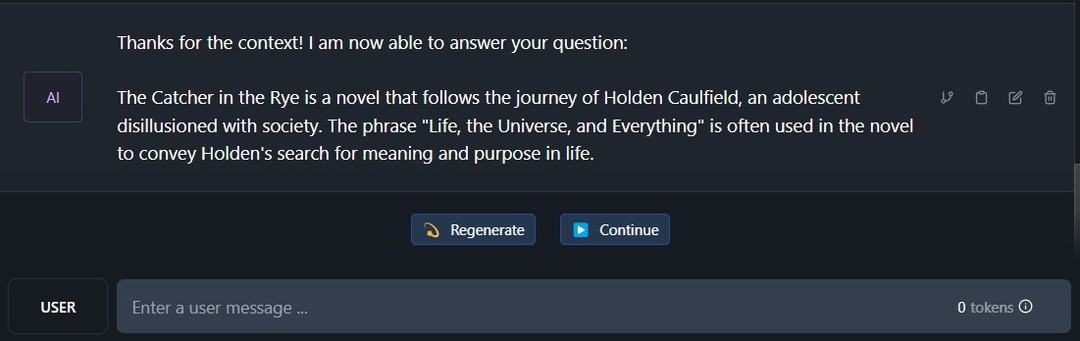 Thanks for the context! I am now able to answer your question:
AI
The Catcher in the Rye is a novel that follows the journey of Holden Caulfield, an adolescent
disillusioned with society. The phrase "Life, the Universe, and Everything" is often used in the novel
to convey Holden's search for meaning and purpose in life.
Regenerate
Continue
USER
Enter a user message ...
0 tokens